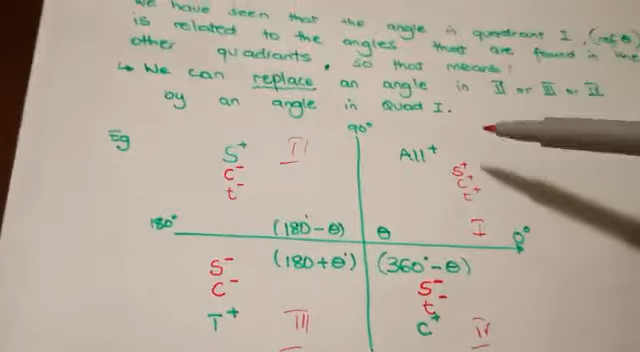 We have seen that the angle in quadrant I, (ref θ)
is related to the angles that are found in the
other quadrants, so that means:
↳ We can replace an angle in II or III or IV
by an angle in Quad I.
Eg
90°
S⁺
C⁻
t⁻
II
All⁺
S⁺
C⁺
t⁺
I
180°
(180°-θ)
θ
0°
(180+θ)
(360°-θ)
S⁻
C⁻
T⁺
III
S⁻
t⁻
C⁺
IV